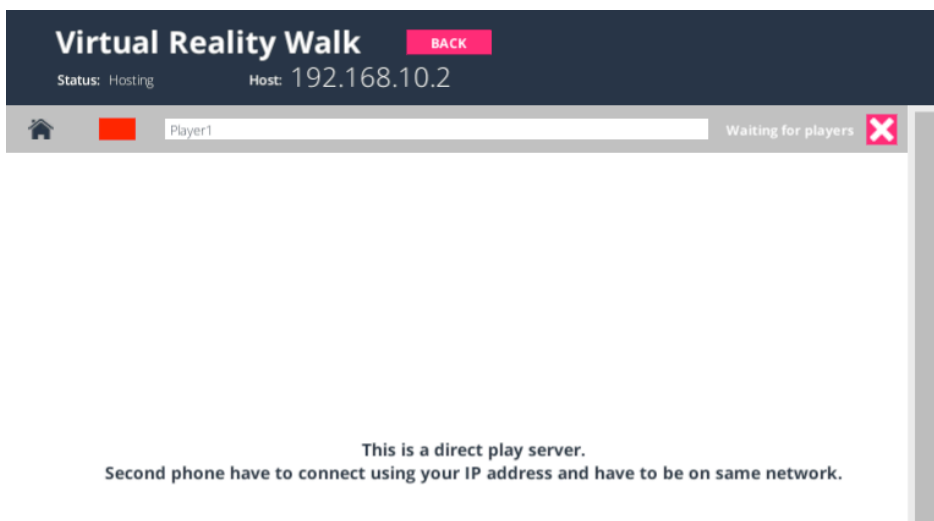 Virtual Reality Walk BACK
Status: Hosting Host: 192.168.10.2
Player1 Waiting for players
This is a direct play server.
Second phone have to connect using your IP address and have to be on same network.